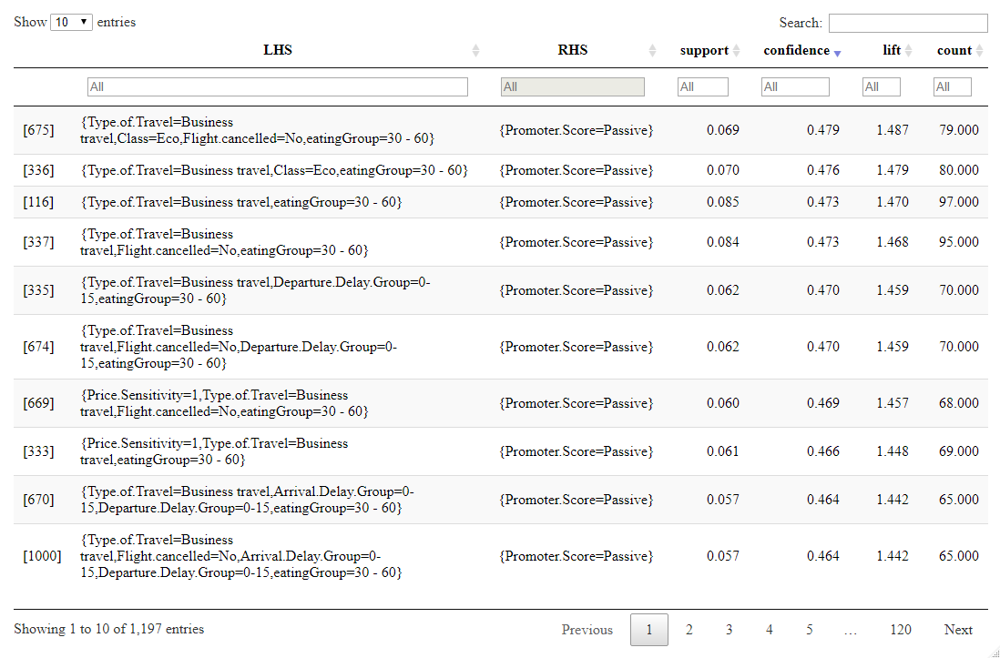 Show 10 entries Search:
LHS RHS support confidence lift count
All All All All All All
[675] {Type.of.Travel=Business travel,Class=Eco,Flight.cancelled=No,eatingGroup=30 - 60} {Promoter.Score=Passive} 0.069 0.479 1.487 79.000
[336] {Type.of.Travel=Business travel,Class=Eco,eatingGroup=30 - 60} {Promoter.Score=Passive} 0.070 0.476 1.479 80.000
[116] {Type.of.Travel=Business travel,eatingGroup=30 - 60} {Promoter.Score=Passive} 0.085 0.473 1.470 97.000
[337] {Type.of.Travel=Business travel,Flight.cancelled=No,eatingGroup=30 - 60} {Promoter.Score=Passive} 0.084 0.473 1.468 95.000
[335] {Type.of.Travel=Business travel,Departure.Delay.Group=0-15,eatingGroup=30 - 60} {Promoter.Score=Passive} 0.062 0.470 1.459 70.000
[674] {Type.of.Travel=Business travel,Flight.cancelled=No,Departure.Delay.Group=0-15,eatingGroup=30 - 60} {Promoter.Score=Passive} 0.062 0.470 1.459 70.000
[669] {Price.Sensitivity=1,Type.of.Travel=Business travel,Flight.cancelled=No,eatingGroup=30 - 60} {Promoter.Score=Passive} 0.060 0.469 1.457 68.000
[333] {Price.Sensitivity=1,Type.of.Travel=Business travel,eatingGroup=30 - 60} {Promoter.Score=Passive} 0.061 0.466 1.448 69.000
[670] {Type.of.Travel=Business travel,Arrival.Delay.Group=0-15,Departure.Delay.Group=0-15,eatingGroup=30 - 60} {Promoter.Score=Passive} 0.057 0.464 1.442 65.000
[1000] {Type.of.Travel=Business travel,Flight.cancelled=No,Arrival.Delay.Group=0-15,Departure.Delay.Group=0-15,eatingGroup=30 - 60} {Promoter.Score=Passive} 0.057 0.464 1.442 65.000
Showing 1 to 10 of 1,197 entries Previous 1 2 3 4 5 … 120 Next